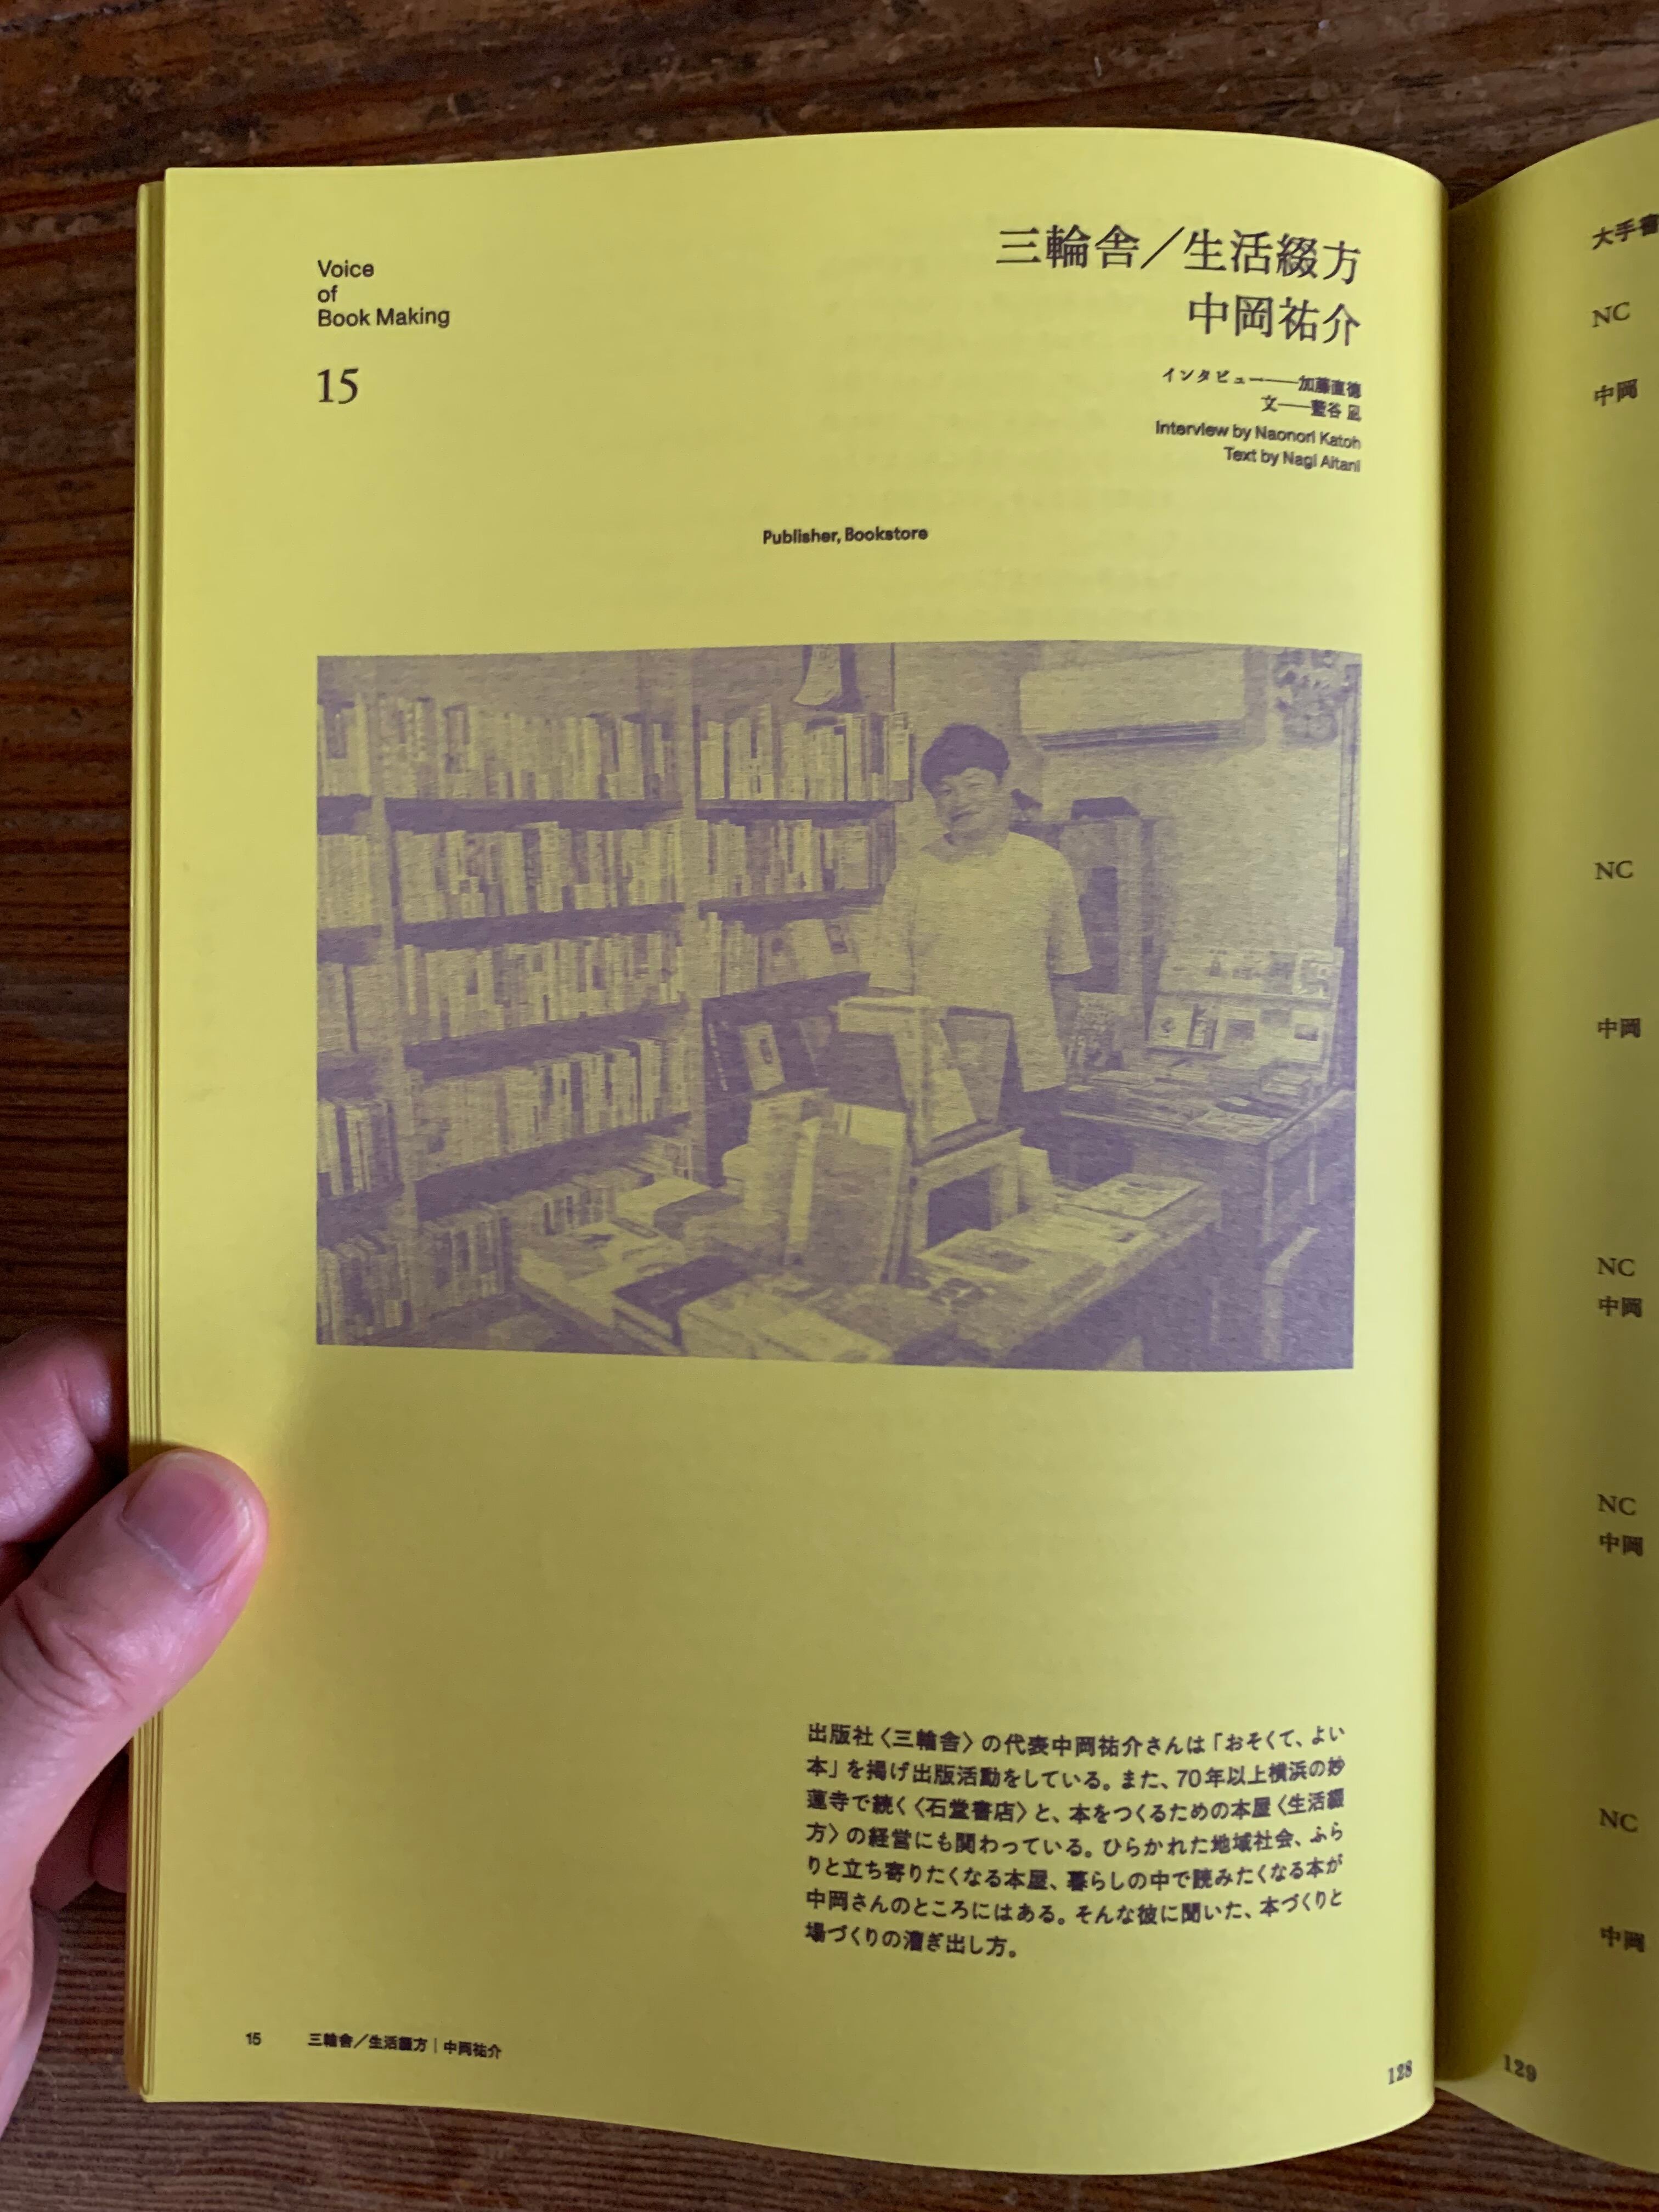 Voice
of
Book Making
15
三輪舎／生活綴方
中岡祐介
インタビュー——加藤直徳
文——藍谷 凪
Interview by Naonori Katoh
Text by Nagi Aitani
Publisher, Bookstore
出版社〈三輪舎〉の代表中岡祐介さんは「おそくて、よい
本」を掲げ出版活動をしている。また、70年以上横浜の妙
蓮寺で続く〈石堂書店〉と、本をつくるための本屋〈生活綴
方〉の経営にも関わっている。ひらかれた地域社会、ふら
りと立ち寄りたくなる本屋、暮らしの中で読みたくなる本が
中岡さんのところにはある。そんな彼に聞いた、本づくりと
場づくりの漕ぎ出し方。
15 三輪舎／生活綴方｜中岡祐介
128
大手書
NC
中岡
NC
中岡
NC
中岡
NC
中岡
NC
中岡
129